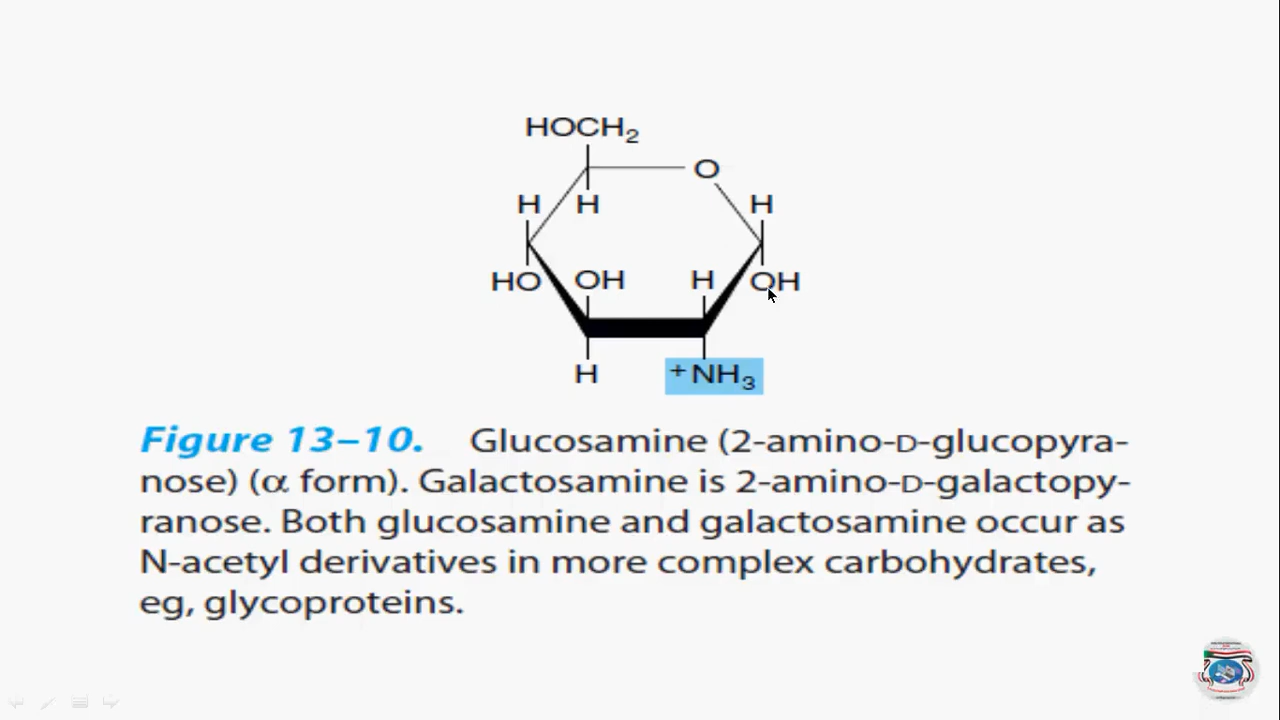 HOCH2
O
H H H
HO OH H OH
H +NH3
Figure 13–10. Glucosamine (2-amino-D-glucopyra-
nose) (α form). Galactosamine is 2-amino-D-galactopy-
ranose. Both glucosamine and galactosamine occur as
N-acetyl derivatives in more complex carbohydrates,
eg, glycoproteins.